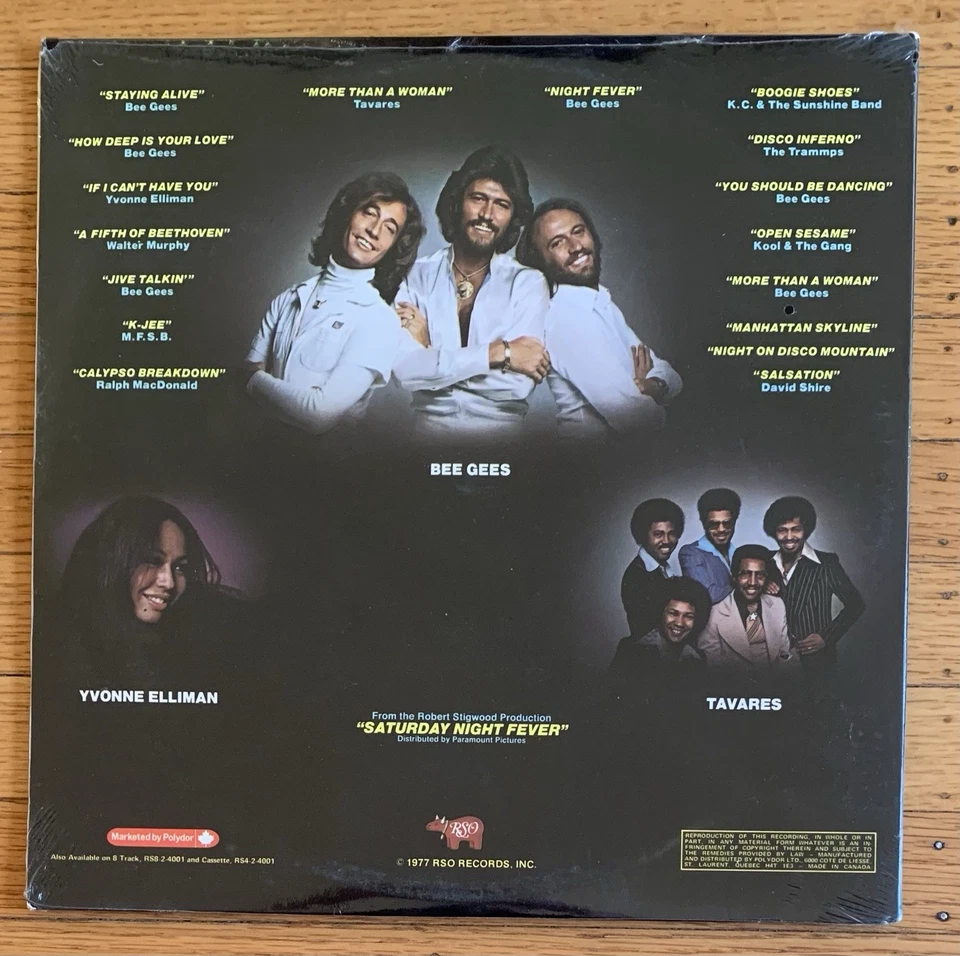 "STAYING ALIVE"
Bee Gees
"HOW DEEP IS YOUR LOVE"
Bee Gees
"IF I CAN'T HAVE YOU"
Yvonne Elliman
"A FIFTH OF BEETHOVEN"
Walter Murphy
"JIVE TALKIN'"
Bee Gees
"K-JEE"
M.F.S.B.
"CALYPSO BREAKDOWN"
Ralph MacDonald
"MORE THAN A WOMAN"
Tavares
"NIGHT FEVER"
Bee Gees
"BOOGIE SHOES"
K.C. & The Sunshine Band
"DISCO INFERNO"
The Trammps
"YOU SHOULD BE DANCING"
Bee Gees
"OPEN SESAME"
Kool & The Gang
"MORE THAN A WOMAN"
Bee Gees
"MANHATTAN SKYLINE"
"NIGHT ON DISCO MOUNTAIN"
"SALSATION"
David Shire
BEE GEES
YVONNE ELLIMAN
TAVARES
From the Robert Stigwood Production
"SATURDAY NIGHT FEVER"
Distributed by Paramount Pictures
Marketed by Polydor
Also Available on 8 Track, RS8-2-4001 and Cassette, RS4-2-4001
RSO
© 1977 RSO RECORDS, INC.
REPRODUCTION OF THIS RECORDING, IN WHOLE OR IN
PART, IN ANY MATERIAL FORM WHATEVER IS AN IN-
FRINGEMENT OF COPYRIGHT THEREIN AND SUBJECT TO
THE REMEDIES PROVIDED BY LAW – MANUFACTURED
AND DISTRIBUTED BY POLYDOR LTD., 6000 COTE DE LIESSE,
ST. LAURENT, QUEBEC H4T 1E3 – MADE IN CANADA